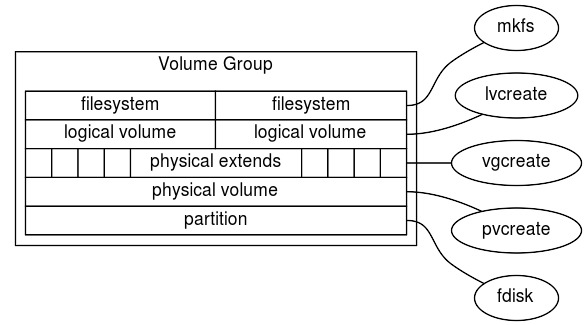 Volume Group
filesystem
filesystem
logical volume
logical volume
physical extends
physical volume
partition
mkfs
lvcreate
vgcreate
pvcreate
fdisk